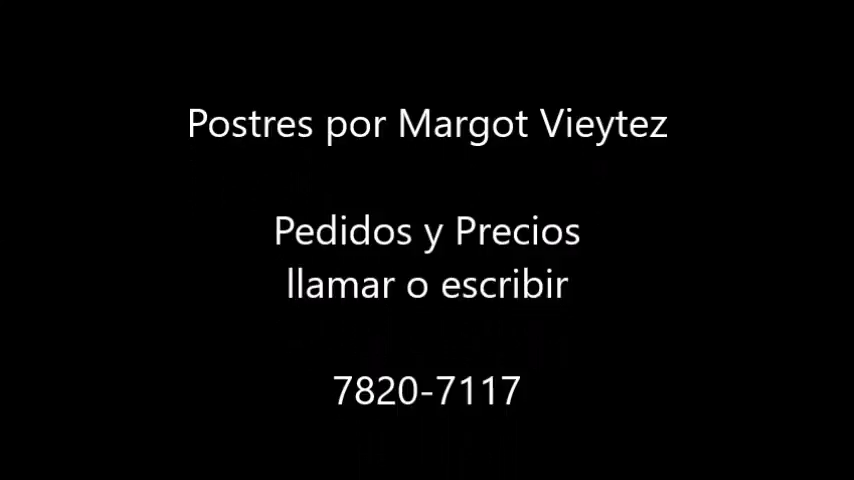 Postres por Margot Vieytez
Pedidos y Precios
llamar o escribir
7820-7117